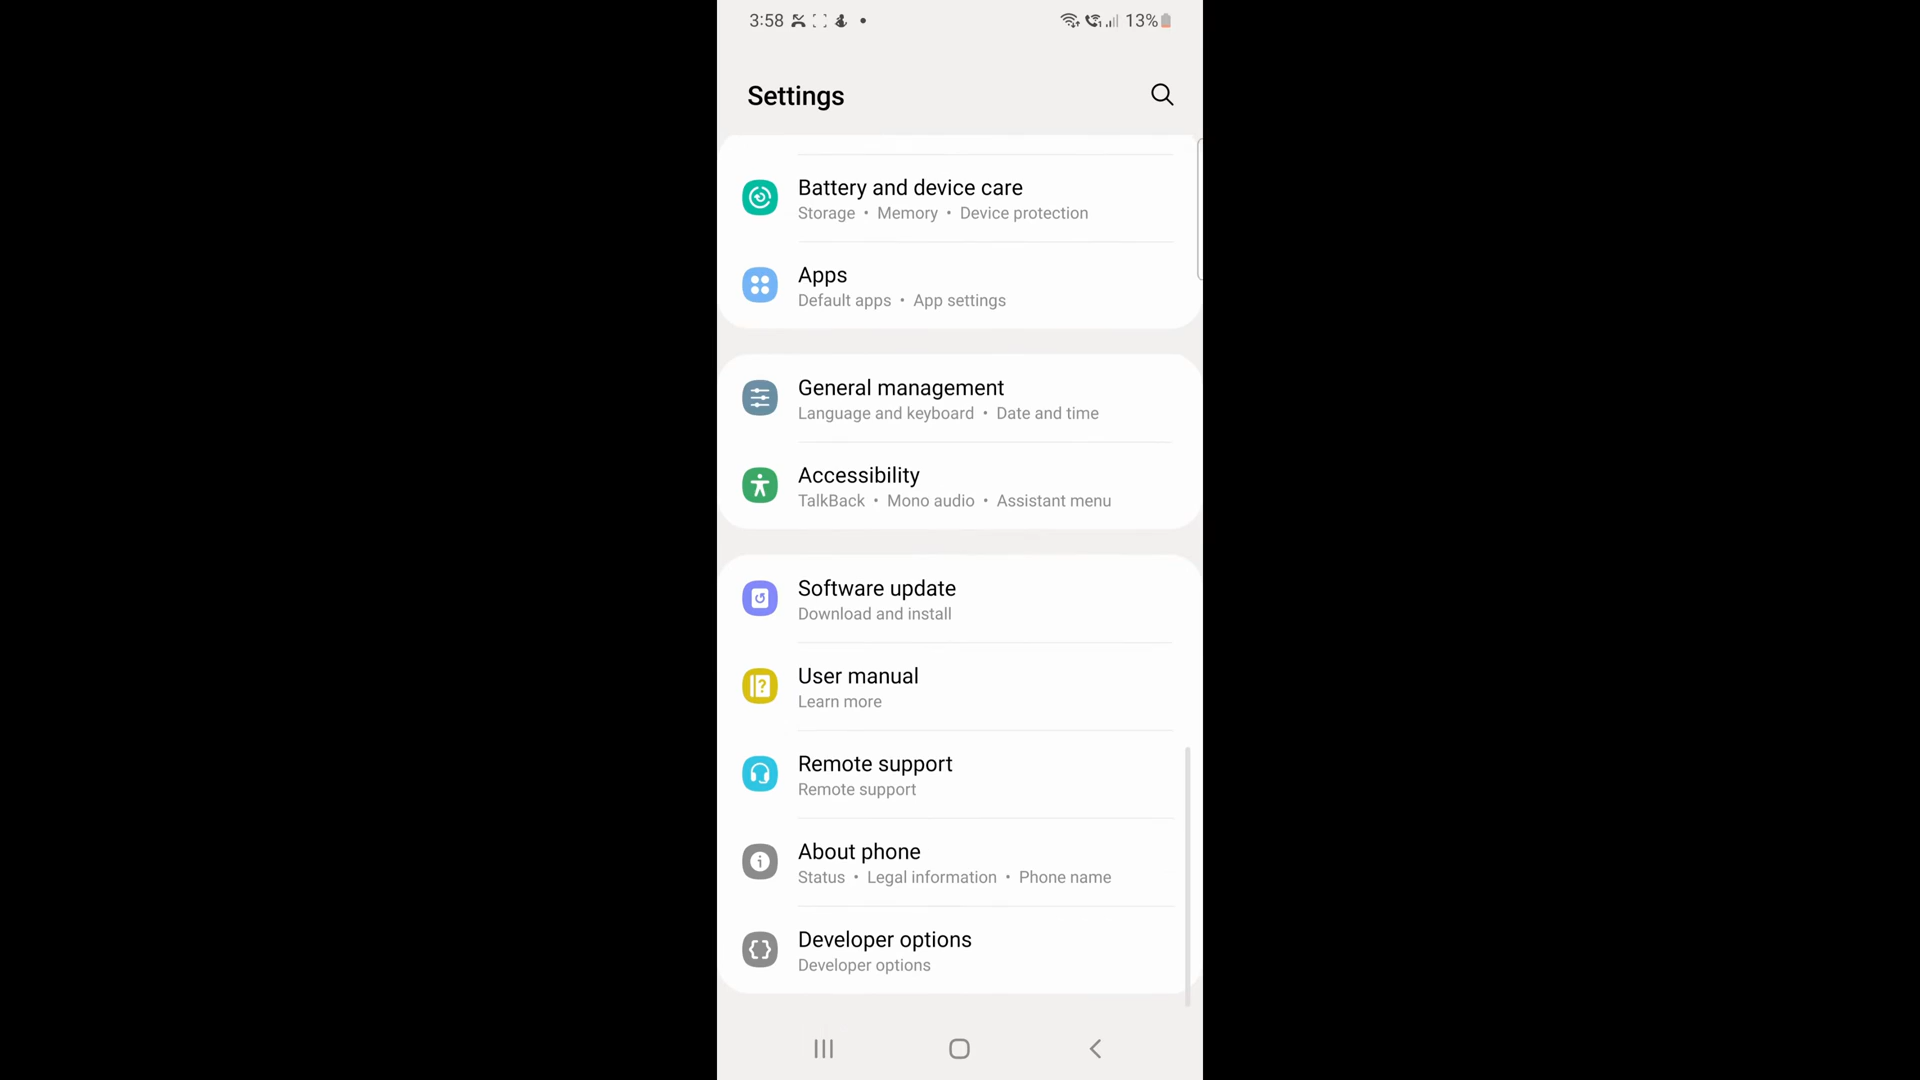 3:58 13%
Settings
Battery and device care
Storage • Memory • Device protection
Apps
Default apps • App settings
General management
Language and keyboard • Date and time
Accessibility
TalkBack • Mono audio • Assistant menu
Software update
Download and install
User manual
Learn more
Remote support
Remote support
About phone
Status • Legal information • Phone name
Developer options
Developer options